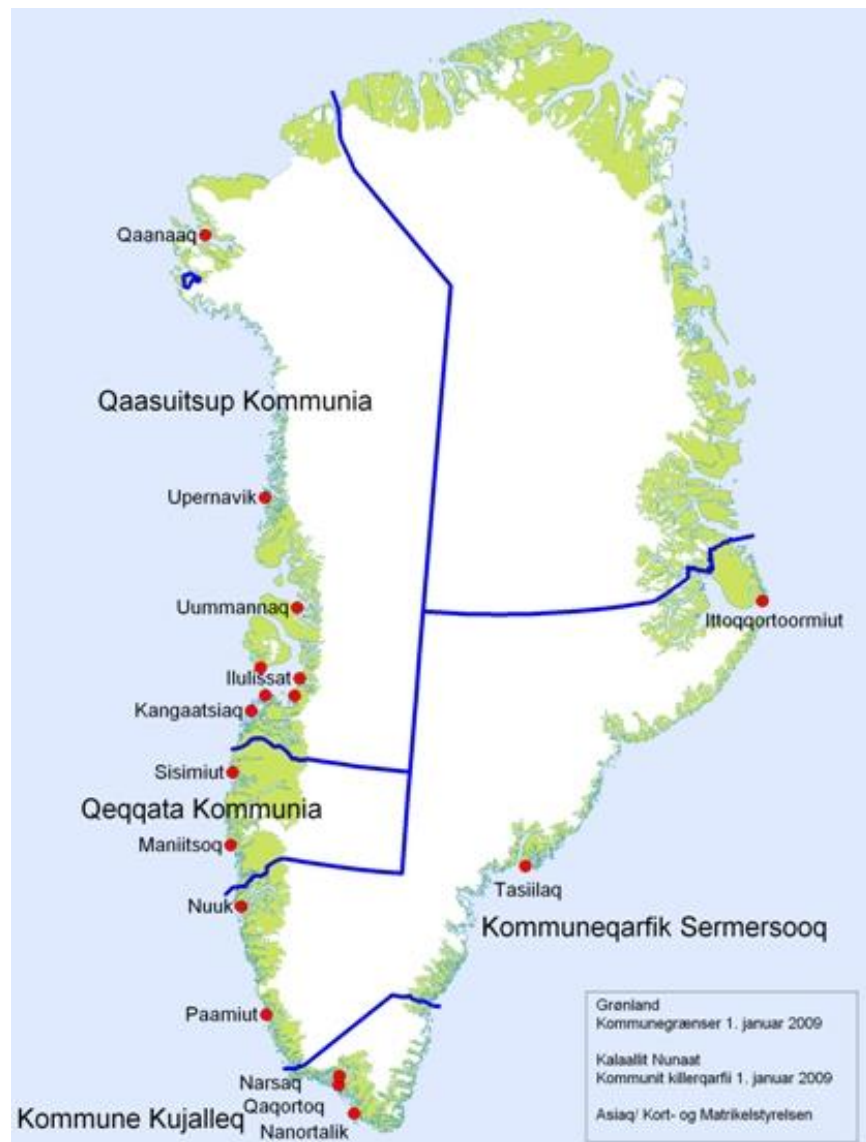 Qaanaaq
Qaasuitsup Kommunia
Upernavik
Uummannaq
Ittoqqortoormiut
Ilulissat
Kangaatsiaq
Sisimiut
Qeqqata Kommunia
Maniitsoq
Tasiilaq
Nuuk
Kommuneqarfik Sermersooq
Paamiut
Grønland
Kommunegrænser 1. januar 2009
Kalaallit Nunaat
Kommunit killerqarfii 1. januar 2009
Asiaq/ Kort- og Matrikelstyrelsen
Narsaq
Qaqortoq
Kommune Kujalleq
Nanortalik